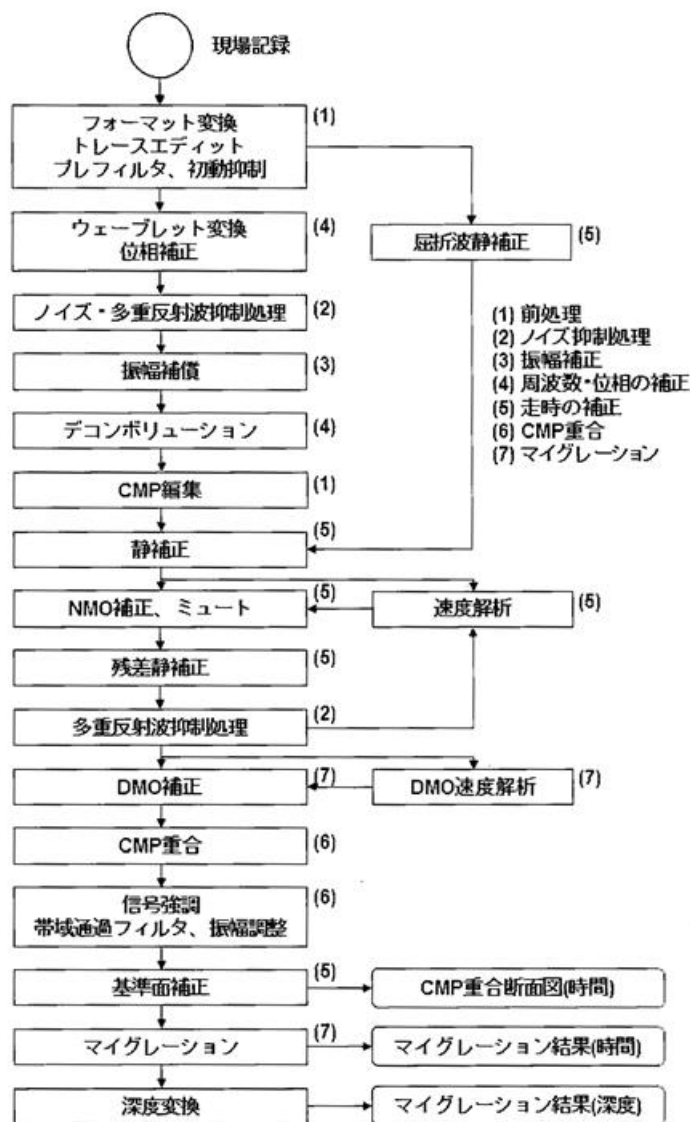 現場記録
フォーマット変換
トレースエディット
プレフィルタ、初動抑制
(1)
ウェーブレット変換
位相補正
(4)
屈折波静補正
(5)
ノイズ・多重反射波抑制処理
(2)
(1) 前処理
(2) ノイズ抑制処理
(3) 振幅補正
(4) 周波数・位相の補正
(5) 走時の補正
(6) CMP重合
(7) マイグレーション
振幅補償
(3)
デコンボリューション
(4)
CMP編集
(1)
静補正
(5)
NMO補正、ミュート
(5)
速度解析
(5)
残差静補正
(5)
多重反射波抑制処理
(2)
DMO補正
(7)
DMO速度解析
(7)
CMP重合
(6)
信号強調
帯域通過フィルタ、振幅調整
(6)
基準面補正
(5)
CMP重合断面図(時間)
マイグレーション
(7)
マイグレーション結果(時間)
深度変換
マイグレーション結果(深度)